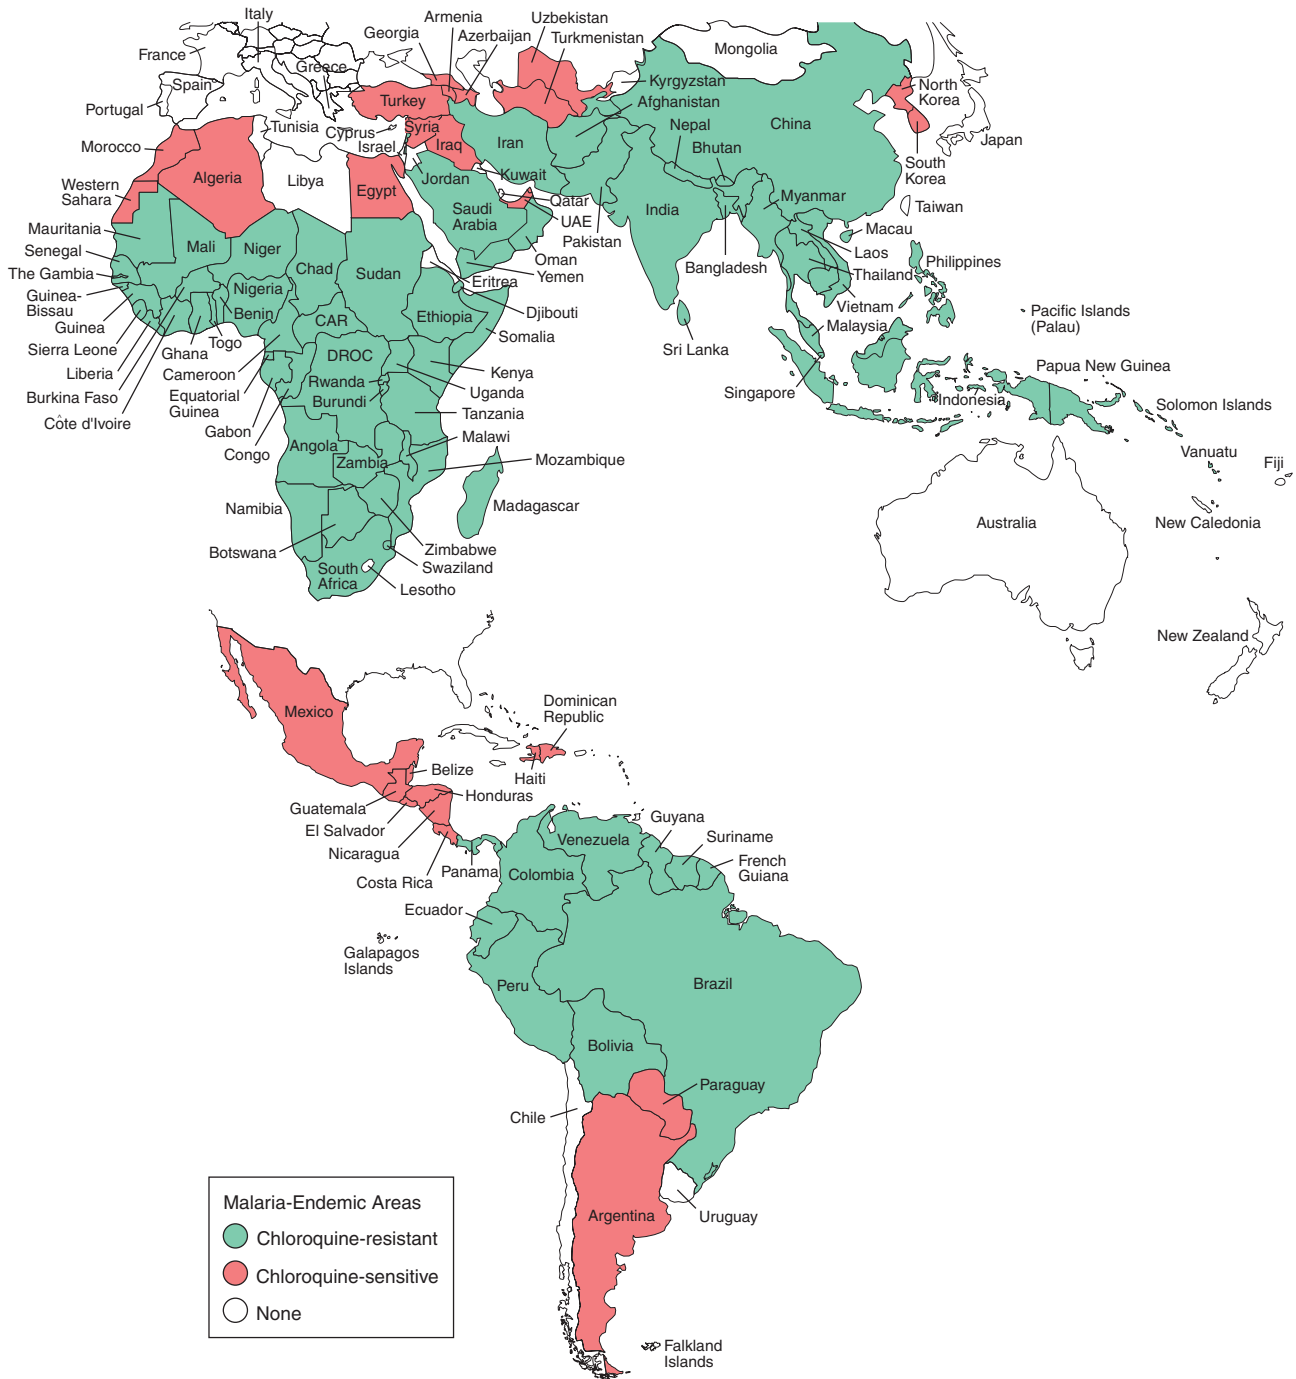 Italy
France
Spain
Portugal
Greece
Georgia
Armenia
Azerbaijan
Uzbekistan
Turkmenistan
Mongolia
Kyrgyzstan
Afghanistan
Nepal
Bhutan
China
North
Korea
South
Korea
Japan
Taiwan
Turkey
Syria
Cyprus
Israel
Tunisia
Morocco
Algeria
Libya
Egypt
Iraq
Iran
Jordan
Kuwait
Saudi
Arabia
Qatar
UAE
Pakistan
Oman
Yemen
India
Bangladesh
Myanmar
Macau
Laos
Thailand
Vietnam
Philippines
Malaysia
Sri Lanka
Singapore
Indonesia
Pacific Islands
(Palau)
Papua New Guinea
Solomon Islands
Vanuatu
Fiji
New Caledonia
Australia
New Zealand
Western
Sahara
Mauritania
Senegal
The Gambia
Guinea-
Bissau
Guinea
Sierra Leone
Liberia
Burkina Faso
Côte d'Ivoire
Mali
Niger
Chad
Sudan
Eritrea
Djibouti
Somalia
Ethiopia
Nigeria
Benin
Togo
Ghana
Cameroon
Equatorial
Guinea
Gabon
Congo
CAR
DROC
Rwanda
Burundi
Kenya
Uganda
Tanzania
Malawi
Mozambique
Madagascar
Angola
Zambia
Namibia
Botswana
Zimbabwe
Swaziland
South
Africa
Lesotho
Mexico
Dominican
Republic
Haiti
Belize
Honduras
Guatemala
El Salvador
Nicaragua
Costa Rica
Panama
Venezuela
Guyana
Suriname
French
Guiana
Colombia
Ecuador
Galapagos
Islands
Peru
Brazil
Bolivia
Paraguay
Chile
Argentina
Uruguay
Falkland
Islands
Malaria-Endemic Areas
Chloroquine-resistant
Chloroquine-sensitive
None